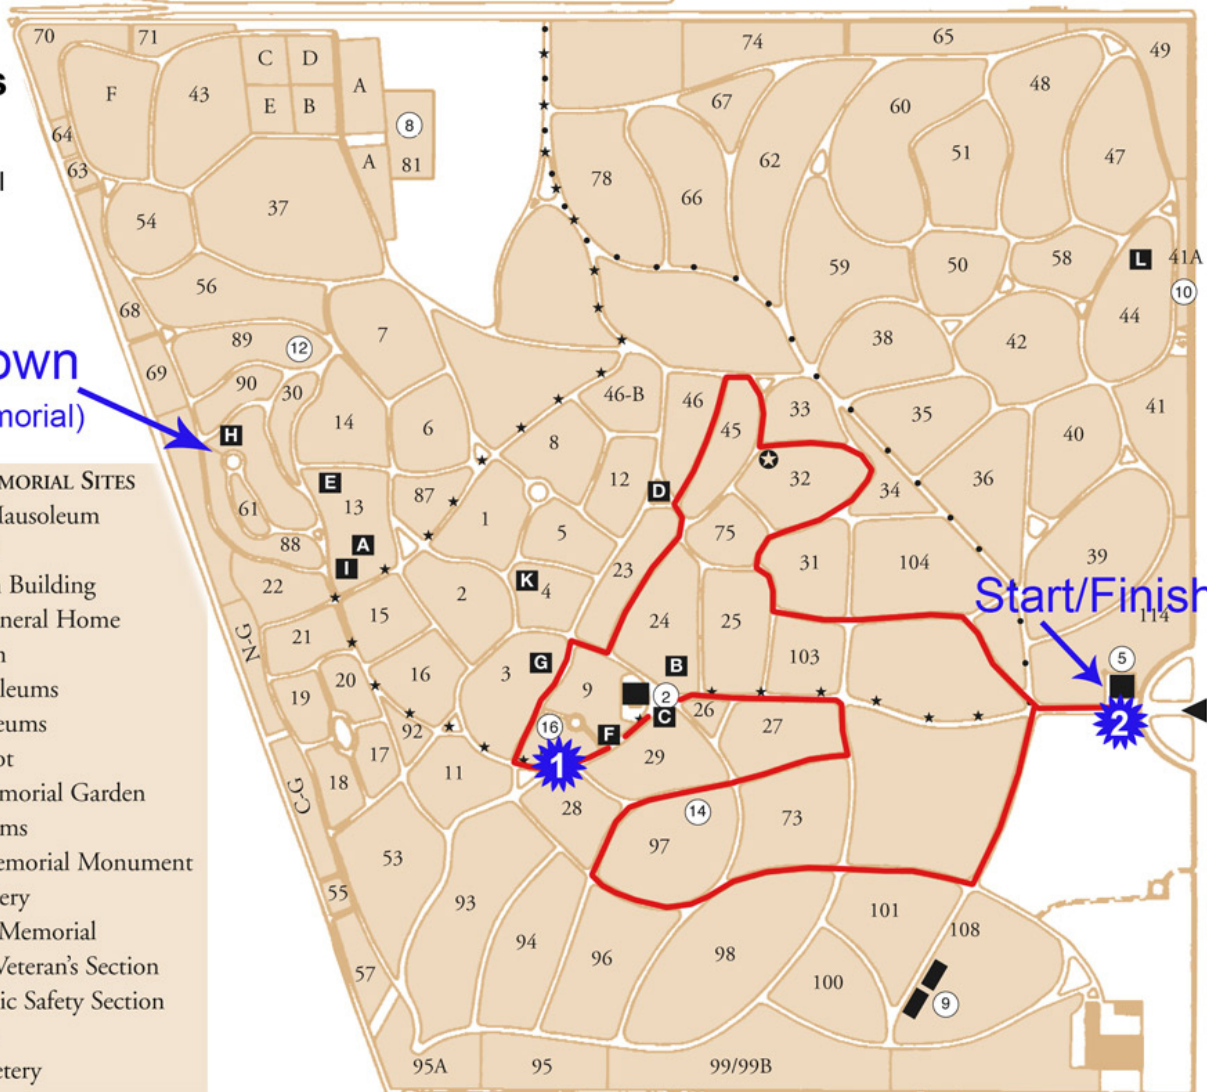 70 71 74 65 49
C D
E B
A
F 43 67 60 48
s
64 8 51 47
63 A 81 62
l 78 66
54 37
59 50 58 L 41A
56 10
68 7 44
89 12 38 42
own 69 90 30 46-B 46 33 41
morial) 14 6 45 35 40
H 8
MORIAL SITES E 12 D 32 34 36
Mausoleum 61 13 87 1 5 75
88 A 23 31 104 39
n Building I K 4
22 2 Start/Finish
neral Home 15 24 25 114
N-G 21 5
n G B 103
leums 19 20 16 3 9 2
eums 92 16 C 26 27 2
ot 17 F 1
morial Garden C-G 18 11 29
ms 28 14 73
emorial Monument 53 97
ery 55 93 101
Memorial 94 96 98 108
Veteran's Section 57 100
ic Safety Section 9
etery 95A 95 99/99B